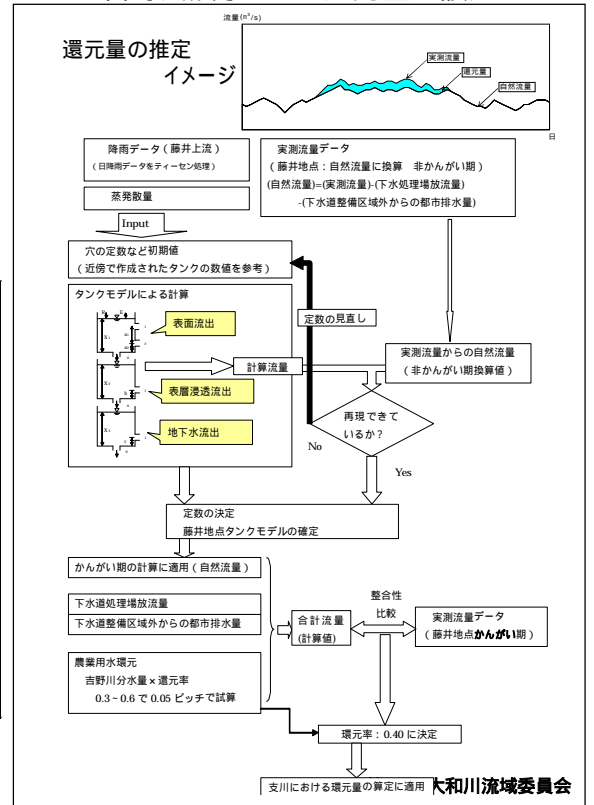 流量(m³/s)
還元量の推定
イメージ
実測流量
還元量
自然流量
日
降雨データ（藤井上流）
（日降雨データをティーセン処理）
蒸発散量
Input
実測流量データ
（藤井地点：自然流量に換算　非かんがい期）
(自然流量)=(実測流量)-(下水処理場放流量)
-(下水道整備区域外からの都市排水量)
穴の定数など初期値
（近傍で作成されたタンクの数値を参考）
タンクモデルによる計算
表面流出
表層浸透流出
地下水流出
計算流量
定数の見直し
実測流量からの自然流量
（非かんがい期換算値）
再現できて
いるか？
No
Yes
定数の決定
藤井地点タンクモデルの確定
かんがい期の計算に適用（自然流量）
下水道処理場放流量
下水道整備区域外からの都市排水量
農業用水還元
吉野川分水量×還元率
0.3~0.6で0.05ピッチで試算
合計流量
(計算値)
整合性
比較
実測流量データ
（藤井地点かんがい期）
還元率：0.40に決定
支川における還元量の算定に適用
大和川流域委員会